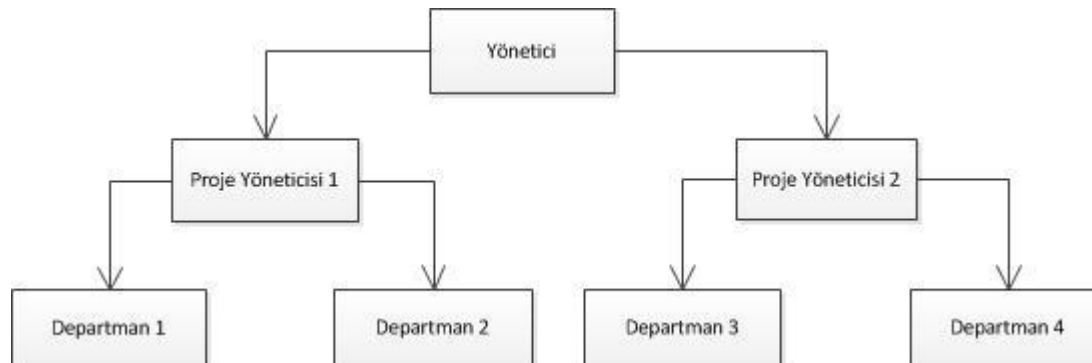 Yönetici
Proje Yöneticisi 1
Proje Yöneticisi 2
Departman 1
Departman 2
Departman 3
Departman 4